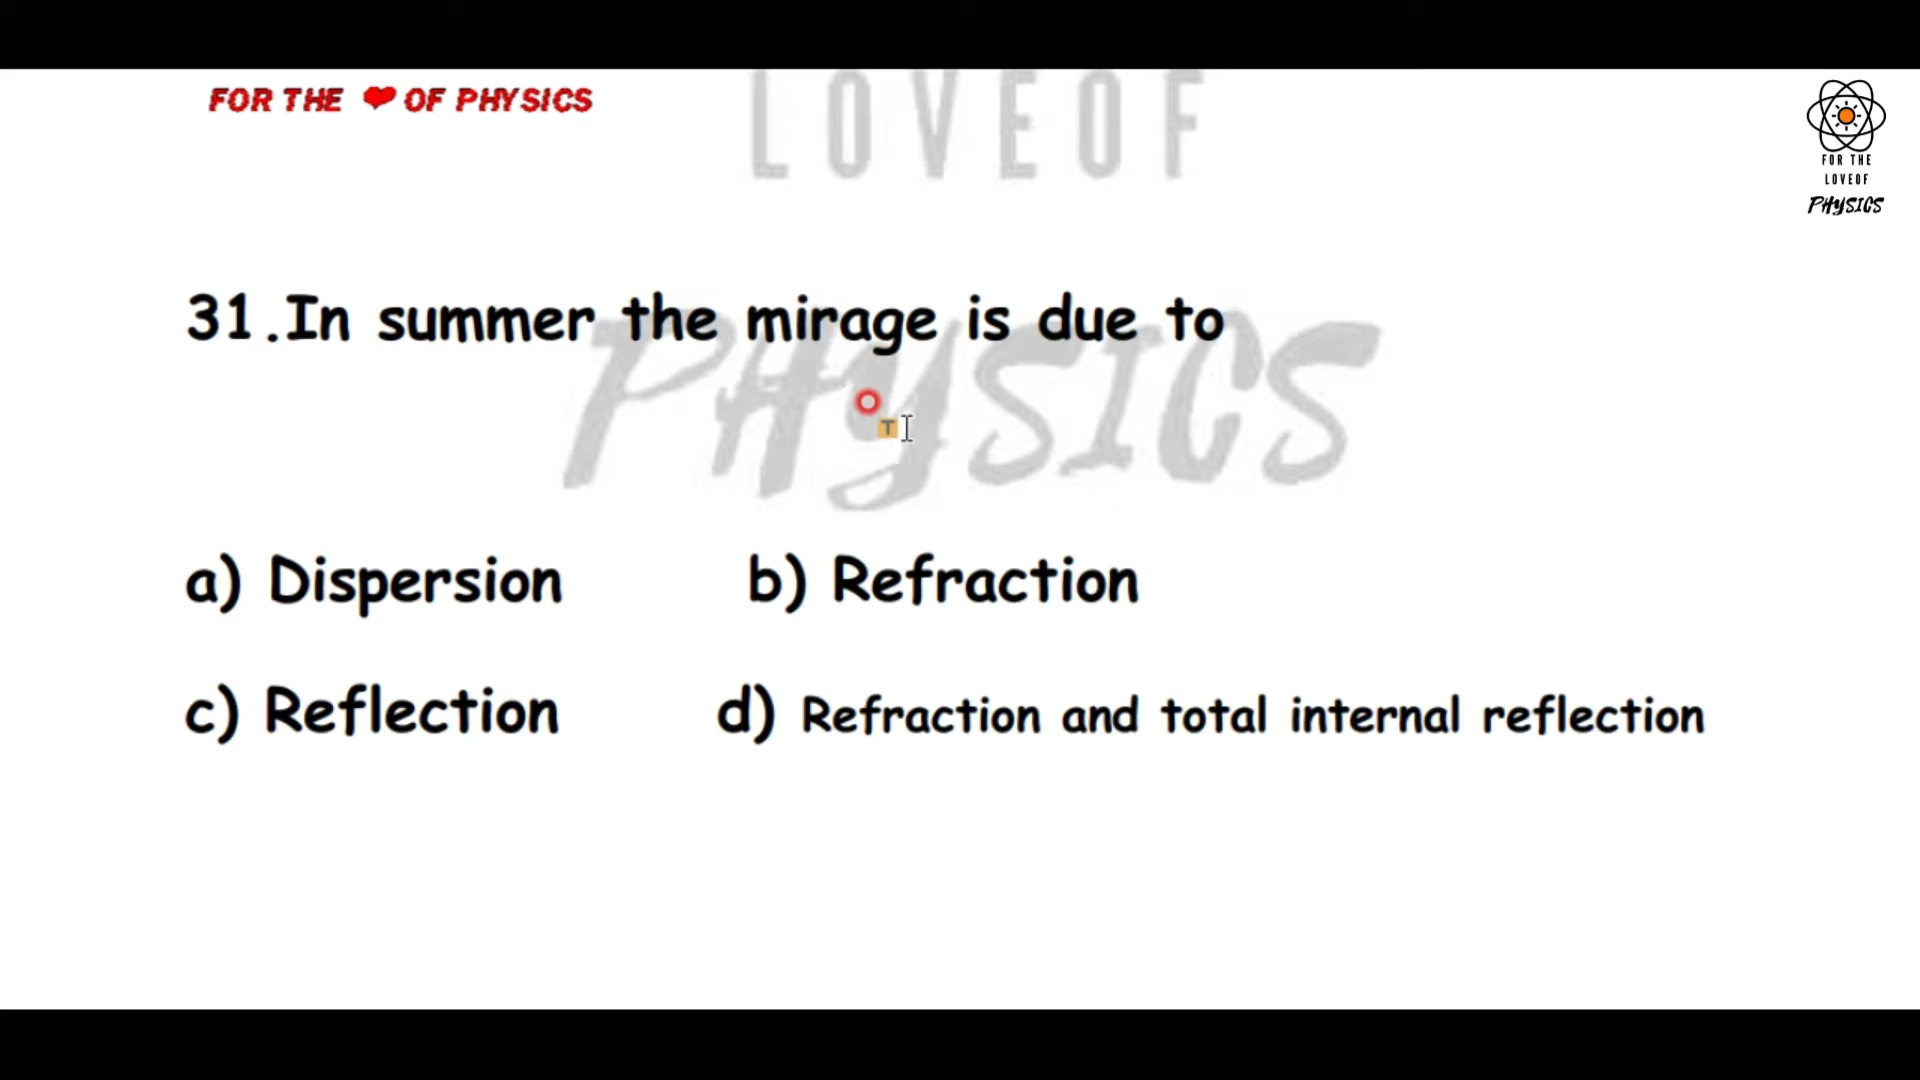 LOVEOF
FOR THE ❤ OF PHYSICS
FOR THE
LOVEOF
PHYSICS
31.In summer the mirage is due to
PHYSICS
T
a) Dispersion b) Refraction
c) Reflection d) Refraction and total internal reflection